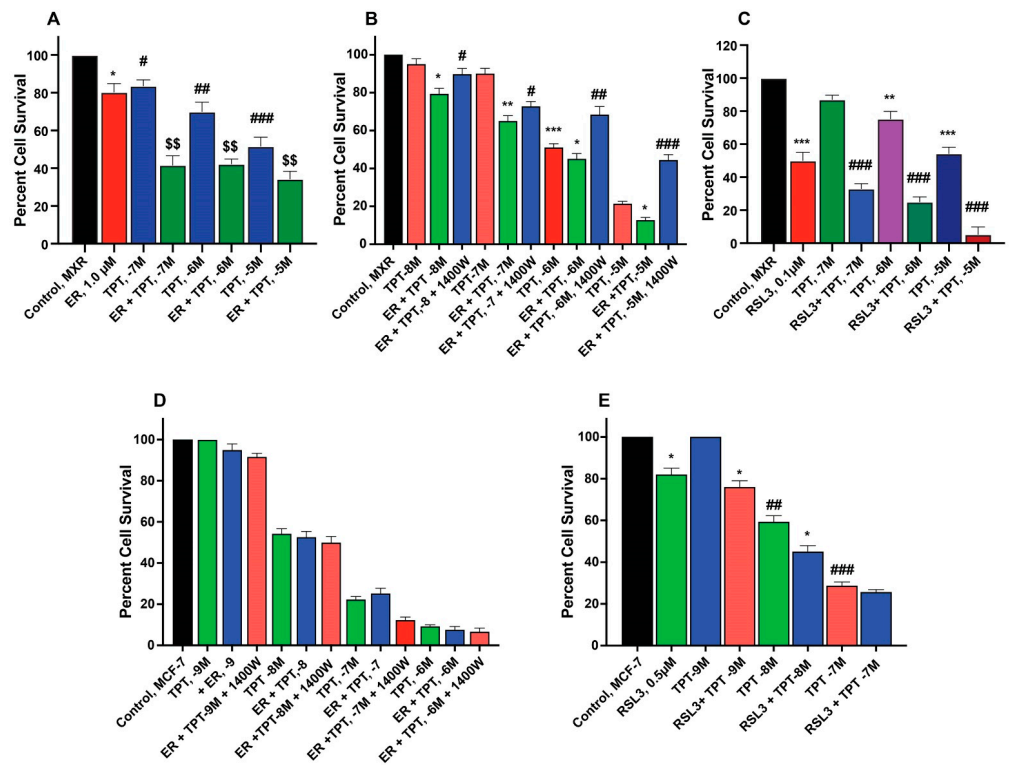 A
Percent Cell Survival
100
80
60
40
20
0
*
#
$$
##
$$
###
$$
Control, MXR
ER, 1.0 µM
TPT, -7M
ER + TPT, -7M
TPT, -6M
ER + TPT, -6M
TPT, -5M
ER + TPT, -5M
B
Percent Cell Survival
100
80
60
40
20
0
*
#
**
#
***
*
##
*
###
Control, MXR
TPT-8M
ER + TPT, -8M
ER + TPT,-8 + 1400W
TPT-7M
ER + TPT, -7M
ER + TPT, -7 + 1400W
TPT,-6M
ER + TPT, -6M
ER + TPT, -6M, 1400W
TPT,-5M
ER +TPT,-5M
ER + TPT, -5M, 1400W
C
Percent Cell Survival
120
100
80
60
40
20
0
***
###
**
###
***
###
Control, MXR
RSL3, 0.1µM
TPT, -7M
RSL3+ TPT, -7M
TPT, -6M
RSL3+ TPT, -6M
TPT, -5M
RSL3 + TPT, -5M
D
Percent Cell Survival
100
80
60
40
20
0
Control, MCF-7
TPT, -9M
+ ER, -9
ER + TPT-9M + 1400W
TPT, -8M
ER + TPT,-8
ER +TPT-8M + 1400W
TPT, -7M
ER + TPT, -7
ER +TPT, -7M + 1400W
TPT, -6M
ER + TPT, -6M
ER + TPT, -6M + 1400W
E
Percent Cell Survival
100
80
60
40
20
0
*
*
##
*
###
Control, MCF-7
RSL3, 0.5µM
TPT-9M
RSL3+ TPT -9M
TPT -8M
RSL3 + TPT-8M
TPT -7M
RSL3 + TPT -7M